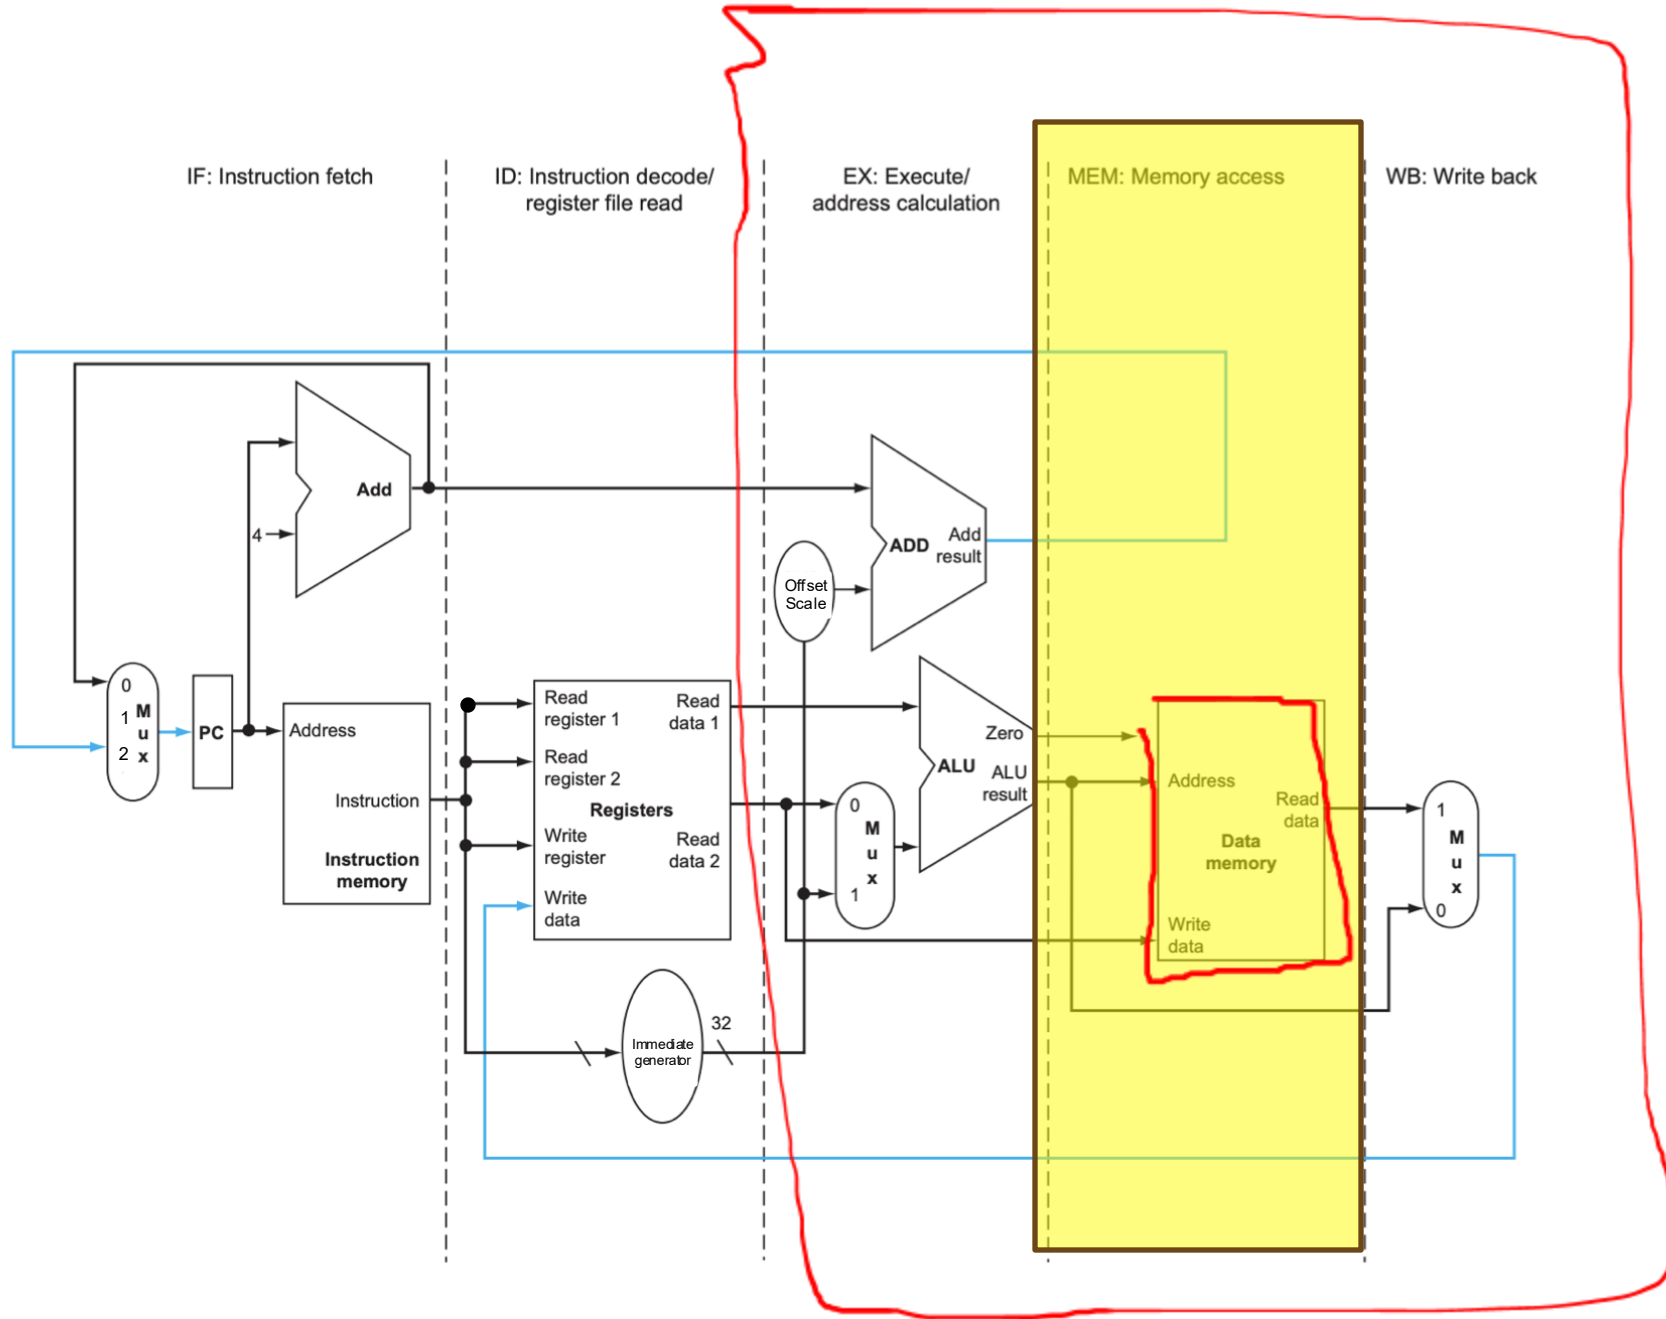 IF: Instruction fetch
ID: Instruction decode/
register file read
EX: Execute/
address calculation
MEM: Memory access
WB: Write back
Add
4
ADD
Add
result
Offset
Scale
0
1
2
M
u
x
PC
Address
Instruction
Instruction
memory
Read
register 1
Read
register 2
Write
register
Write
data
Registers
Read
data 1
Read
data 2
Immediate
generator
32
0
M
u
x
1
Zero
ALU
ALU
result
Address
Write
data
Data
memory
Read
data
1
M
u
x
0